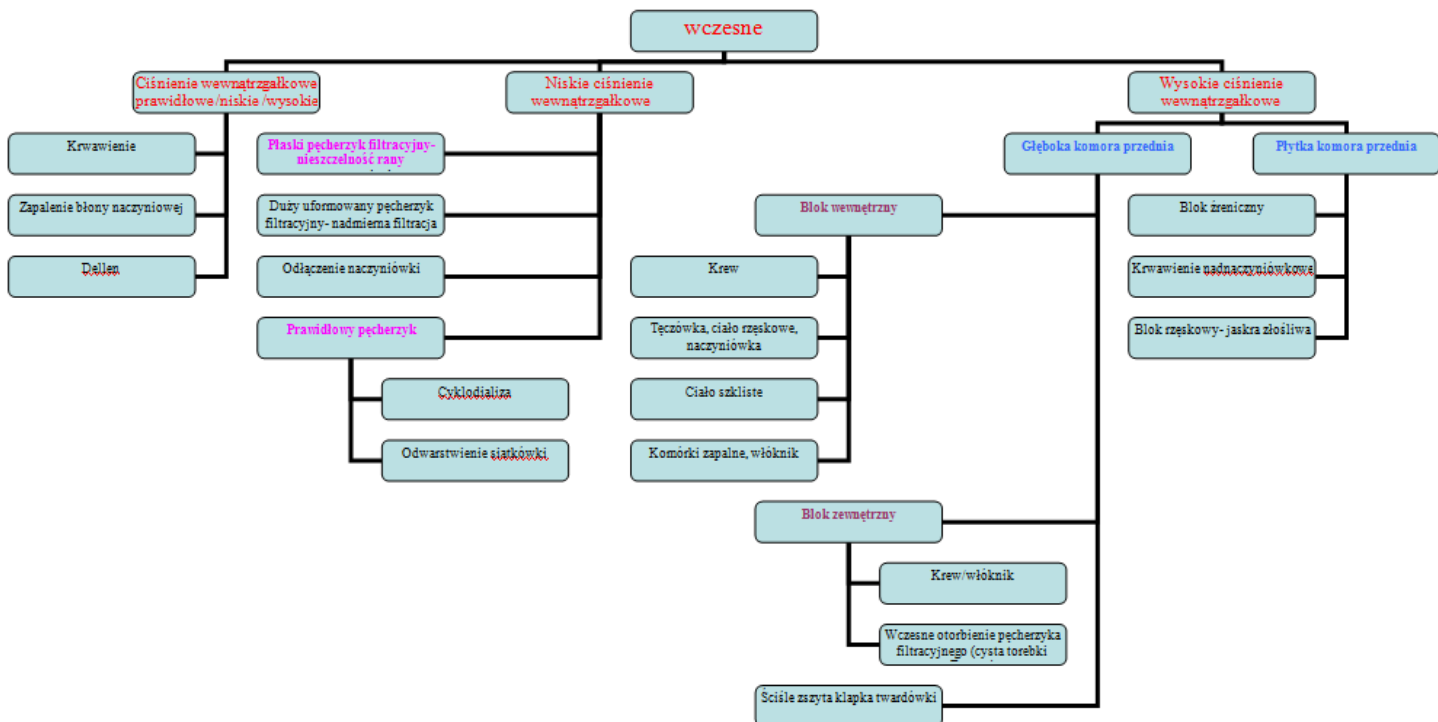 wczesne
Ciśnienie wewnątrzgałkowe
prawidłowe /niskie /wysokie
Krwawienie
Zapalenie błony naczyniowej
Dellen
Niskie ciśnienie
wewnątrzgałkowe
Płaski pęcherzyk filtracyjny-
nieszczelność rany
Duży uformowany pęcherzyk
filtracyjny- nadmierna filtracja
Odłączenie naczyniówki
Prawidłowy pęcherzyk
Cyklodializa
Odwarstwienie siatkówki
Wysokie ciśnienie
wewnątrzgałkowe
Głęboka komora przednia
Blok wewnętrzny
Krew
Tęczówka, ciało rzęskowe,
naczyniówka
Ciało szkliste
Komórki zapalne, włóknik
Blok zewnętrzny
Krew/włóknik
Wczesne otorbienie pęcherzyka
filtracyjnego (cysta torebki
Ściśle zszyta klapka twardówki
Płytka komora przednia
Blok źreniczny
Krwawienie nadnaczyniówkowe
Blok rzęskowy- jaskra złośliwa